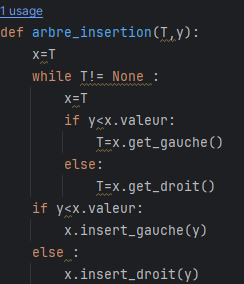 1 usage
def arbre_insertion(T,y):
    x=T
    while T!= None :
        x=T
        if y<x.valeur:
            T=x.get_gauche()
        else:
            T=x.get_droit()
    if y<x.valeur:
        x.insert_gauche(y)
    else :
        x.insert_droit(y)